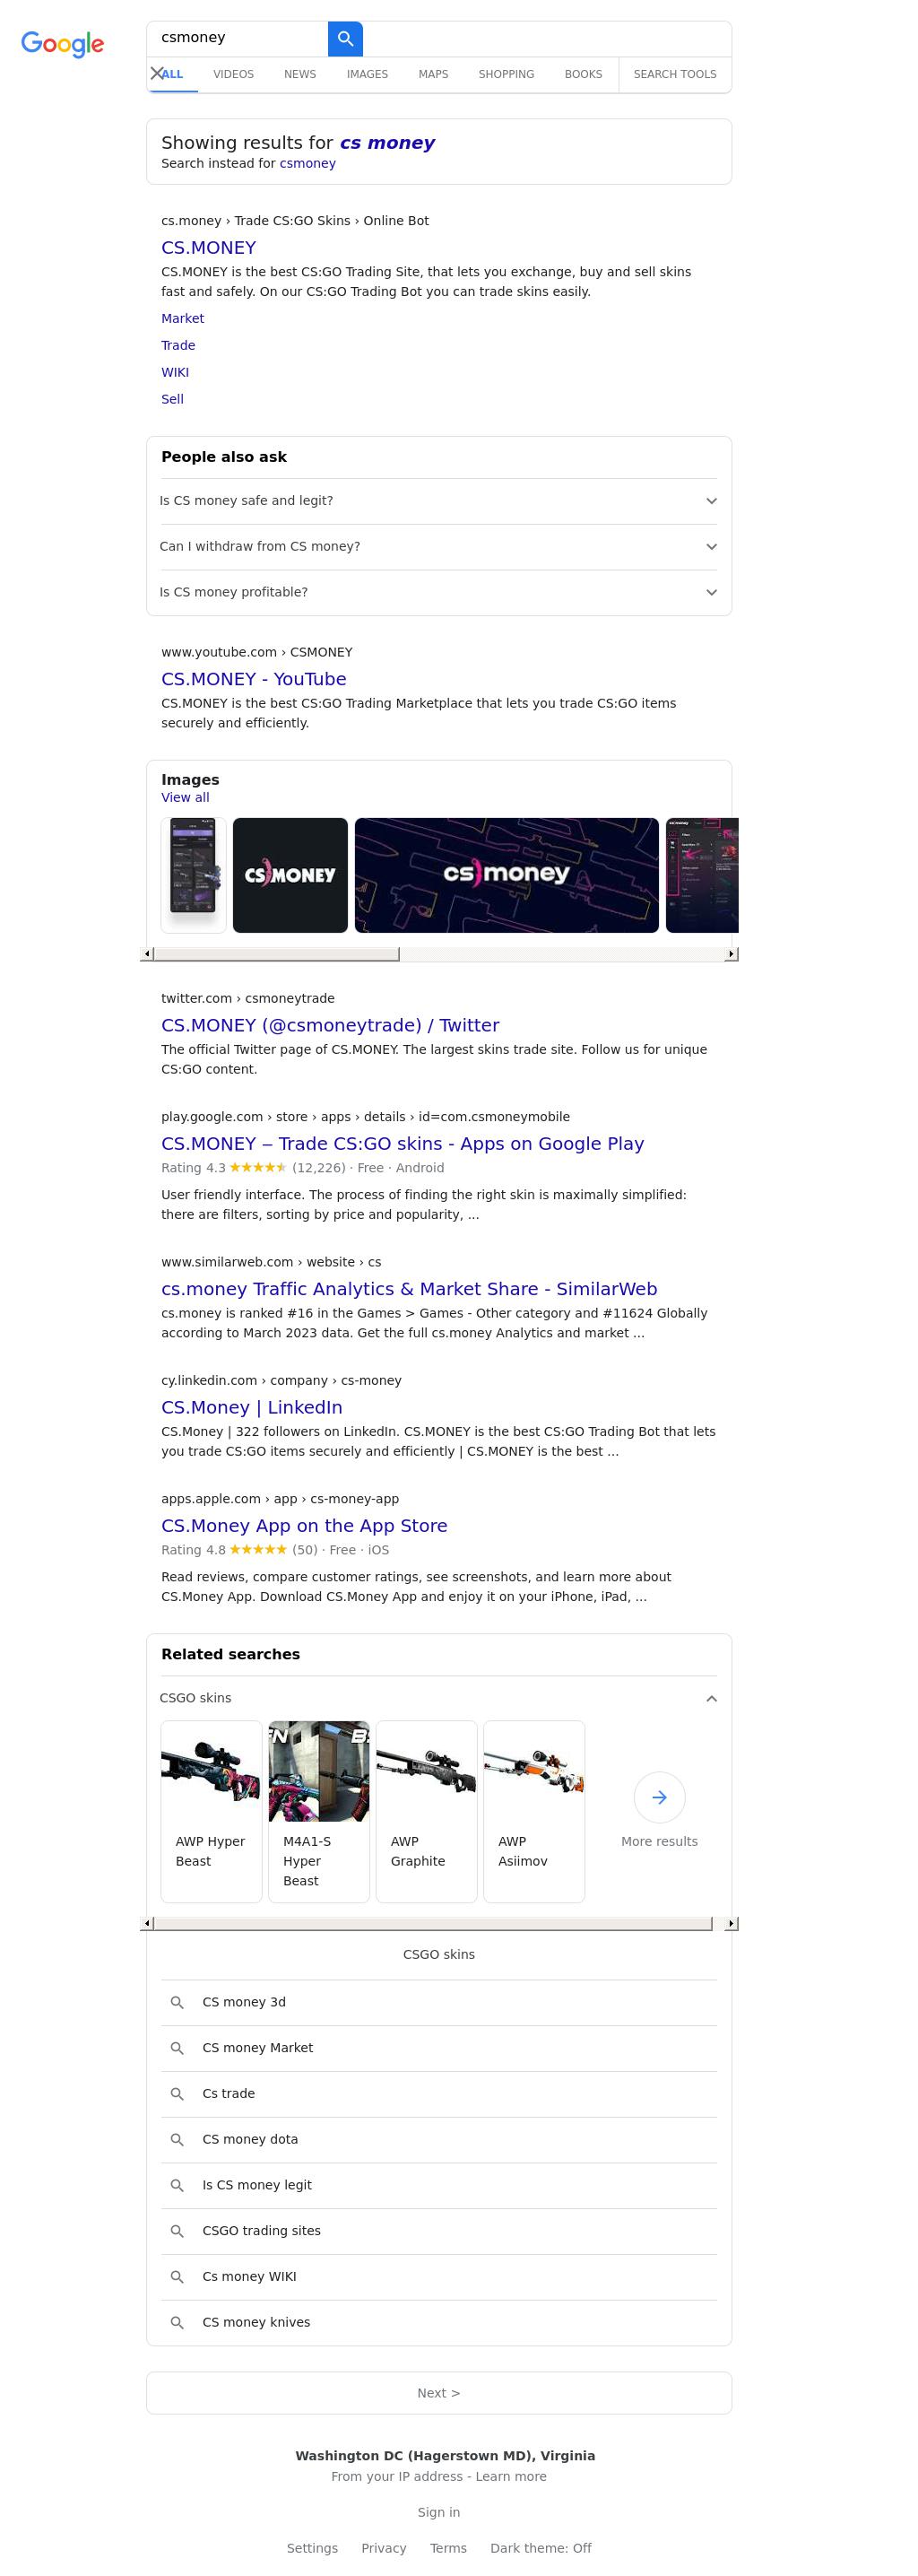 Google
csmoney
ALL VIDEOS NEWS IMAGES MAPS SHOPPING BOOKS SEARCH TOOLS
Showing results for cs money
Search instead for csmoney
cs.money › Trade CS:GO Skins › Online Bot
CS.MONEY
CS.MONEY is the best CS:GO Trading Site, that lets you exchange, buy and sell skins
fast and safely. On our CS:GO Trading Bot you can trade skins easily.
Market
Trade
WIKI
Sell
People also ask
Is CS money safe and legit?
Can I withdraw from CS money?
Is CS money profitable?
www.youtube.com › CSMONEY
CS.MONEY - YouTube
CS.MONEY is the best CS:GO Trading Marketplace that lets you trade CS:GO items
securely and efficiently.
Images
View all
CS MONEY
cs money
cs money
twitter.com › csmoneytrade
CS.MONEY (@csmoneytrade) / Twitter
The official Twitter page of CS.MONEY. The largest skins trade site. Follow us for unique
CS:GO content.
play.google.com › store › apps › details › id=com.csmoneymobile
CS.MONEY – Trade CS:GO skins - Apps on Google Play
Rating 4.3 (12,226) · Free · Android
User friendly interface. The process of finding the right skin is maximally simplified:
there are filters, sorting by price and popularity, ...
www.similarweb.com › website › cs
cs.money Traffic Analytics & Market Share - SimilarWeb
cs.money is ranked #16 in the Games > Games - Other category and #11624 Globally
according to March 2023 data. Get the full cs.money Analytics and market ...
cy.linkedin.com › company › cs-money
CS.Money | LinkedIn
CS.Money | 322 followers on LinkedIn. CS.MONEY is the best CS:GO Trading Bot that lets
you trade CS:GO items securely and efficiently | CS.MONEY is the best ...
apps.apple.com › app › cs-money-app
CS.Money App on the App Store
Rating 4.8 (50) · Free · iOS
Read reviews, compare customer ratings, see screenshots, and learn more about
CS.Money App. Download CS.Money App and enjoy it on your iPhone, iPad, ...
Related searches
CSGO skins
AWP Hyper
Beast
M4A1-S
Hyper
Beast
AWP
Graphite
AWP
Asiimov
More results
CSGO skins
CS money 3d
CS money Market
Cs trade
CS money dota
Is CS money legit
CSGO trading sites
Cs money WIKI
CS money knives
Next >
Washington DC (Hagerstown MD), Virginia
From your IP address - Learn more
Sign in
Settings Privacy Terms Dark theme: Off